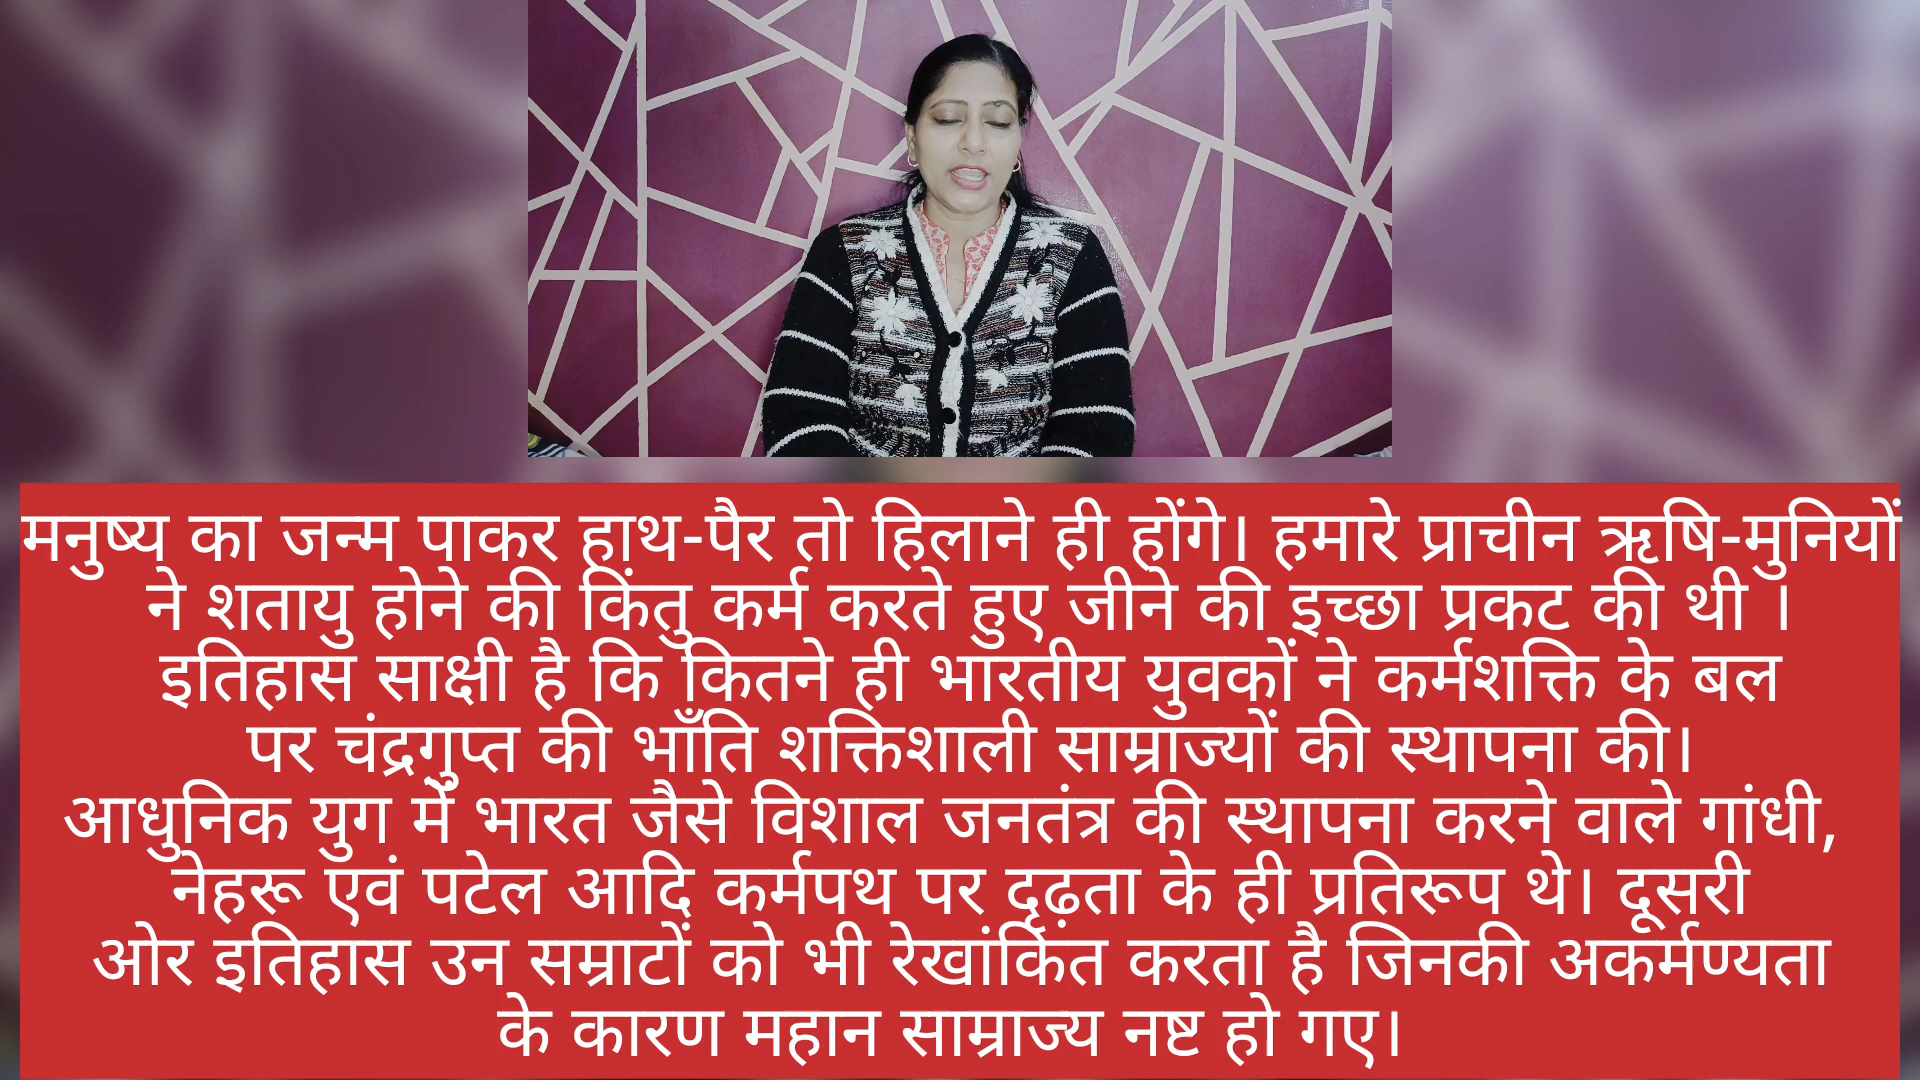 मनुष्य का जन्म पाकर हाथ-पैर तो हिलाने ही होंगे। हमारे प्राचीन ऋषि-मुनियों
ने शतायु होने की किंतु कर्म करते हुए जीने की इच्छा प्रकट की थी ।
इतिहास साक्षी है कि कितने ही भारतीय युवकों ने कर्मशक्ति के बल
पर चंद्रगुप्त की भाँति शक्तिशाली साम्राज्यों की स्थापना की।
आधुनिक युग में भारत जैसे विशाल जनतंत्र की स्थापना करने वाले गांधी,
नेहरू एवं पटेल आदि कर्मपथ पर दृढ़ता के ही प्रतिरूप थे। दूसरी
ओर इतिहास उन सम्राटों को भी रेखांकित करता है जिनकी अकर्मण्यता
के कारण महान साम्राज्य नष्ट हो गए।